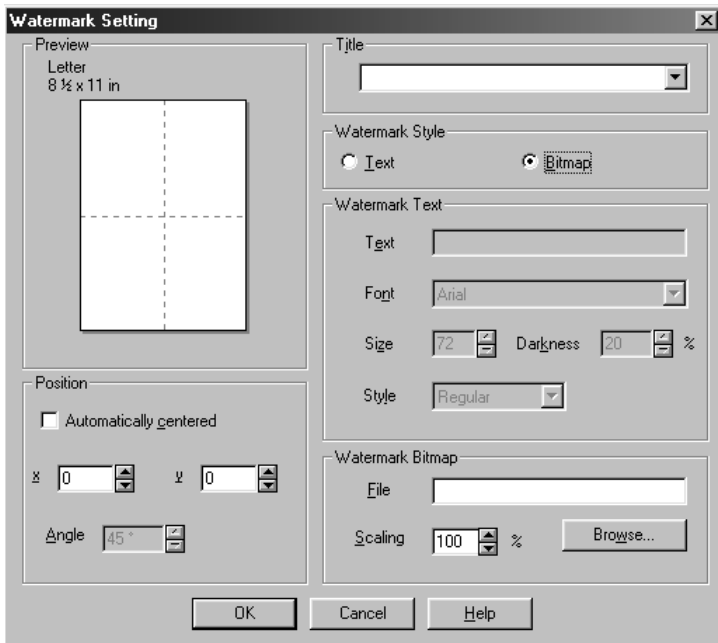 Watermark Setting
Preview
Letter
8 ½ x 11 in
Title
Watermark Style
Text
Bitmap
Watermark Text
Text
Font
Arial
Size
72
Darkness
20
%
Style
Regular
Position
Automatically centered
x
0
y
0
Angle
45 °
Watermark Bitmap
File
Scaling
100
%
Browse...
OK
Cancel
Help